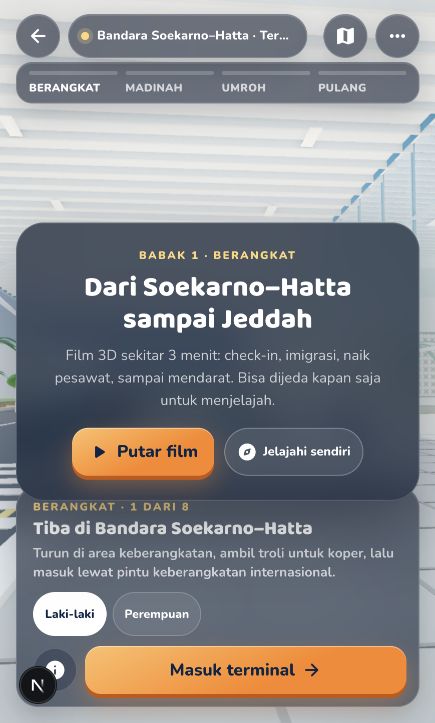 Bandara Soekarno–Hatta · Ter...
BERANGKAT MADINAH UMROH PULANG
BABAK 1 · BERANGKAT
Dari Soekarno–Hatta
sampai Jeddah
Film 3D sekitar 3 menit: check-in, imigrasi, naik
pesawat, sampai mendarat. Bisa dijeda kapan saja
untuk menjelajah.
Putar film Jelajahi sendiri
BERANGKAT · 1 DARI 8
Tiba di Bandara Soekarno–Hatta
Turun di area keberangkatan, ambil troli untuk koper, lalu
masuk lewat pintu keberangkatan internasional.
Laki-laki Perempuan
N Masuk terminal →